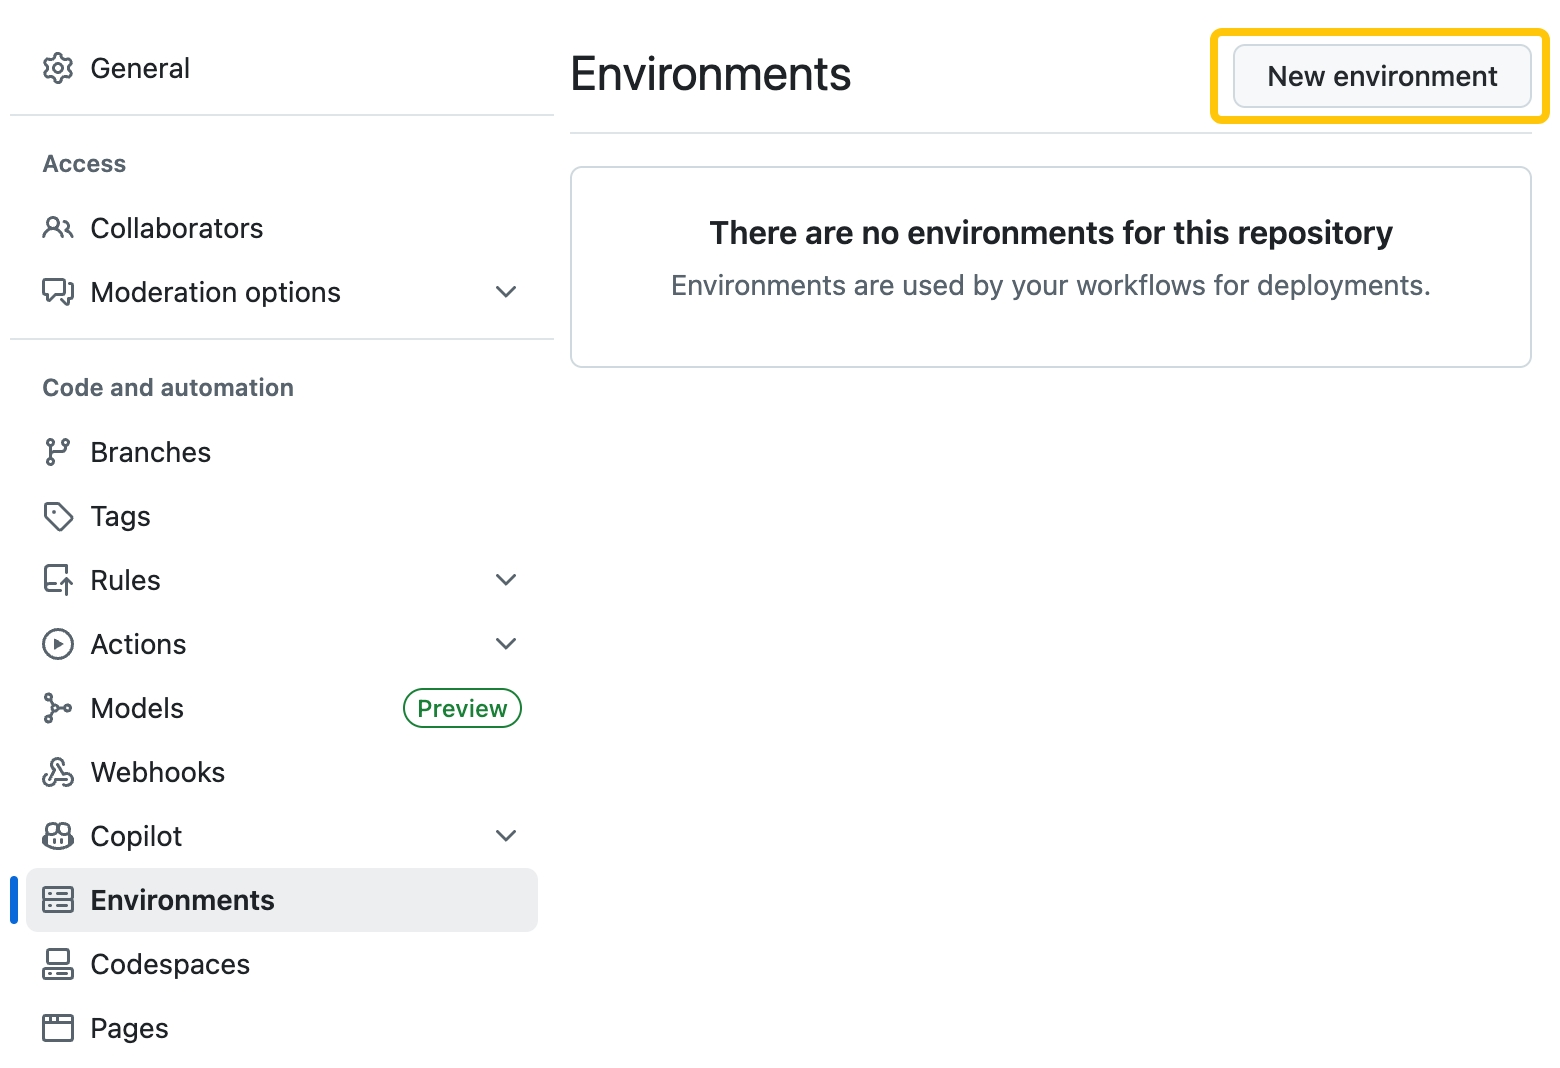 General
Access
Collaborators
Moderation options
Code and automation
Branches
Tags
Rules
Actions
Models Preview
Webhooks
Copilot
Environments
Codespaces
Pages
Environments
New environment
There are no environments for this repository
Environments are used by your workflows for deployments.